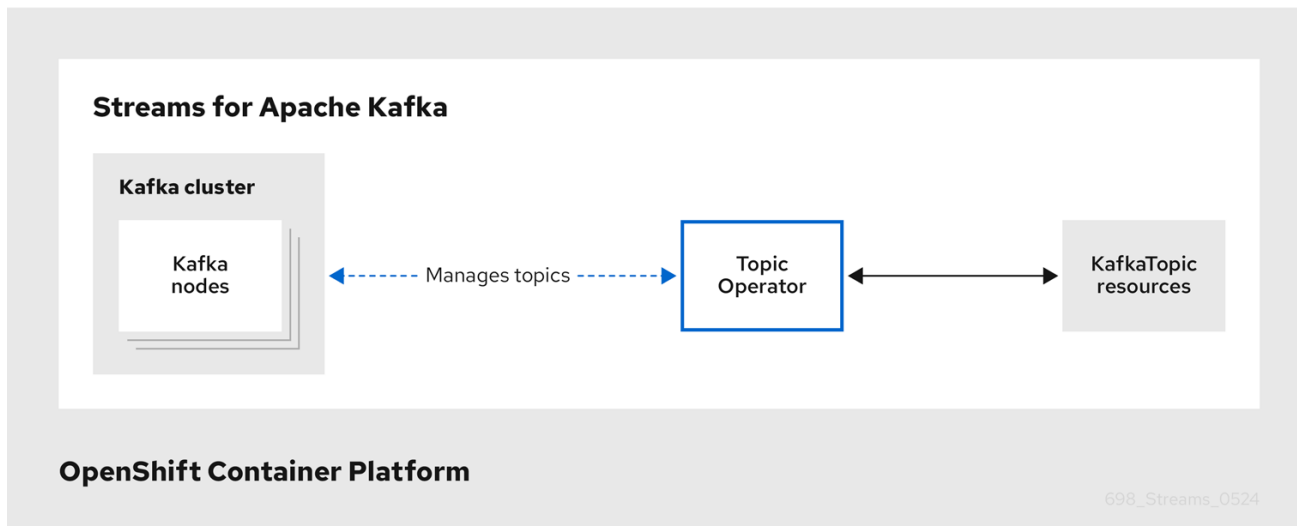 Streams for Apache Kafka
Kafka cluster
Kafka
nodes
Manages topics
Topic
Operator
KafkaTopic
resources
OpenShift Container Platform
698_Streams_0524